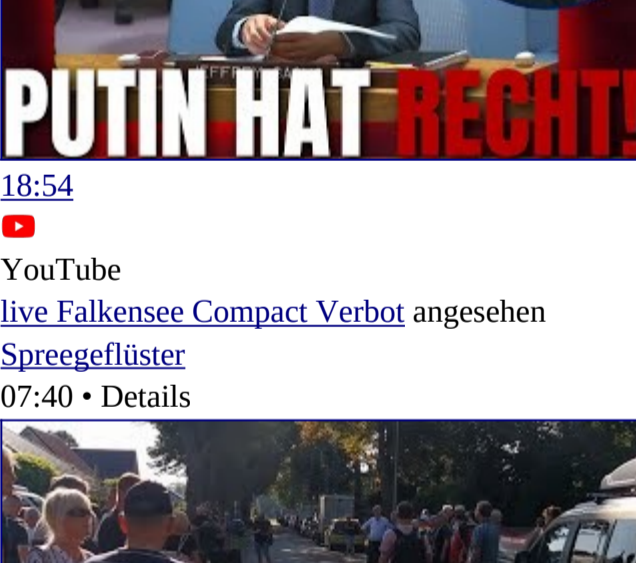 PUTIN HAT RECHT!
18:54
YouTube
live Falkensee Compact Verbot angesehen
Spreegeflüster
07:40 • Details